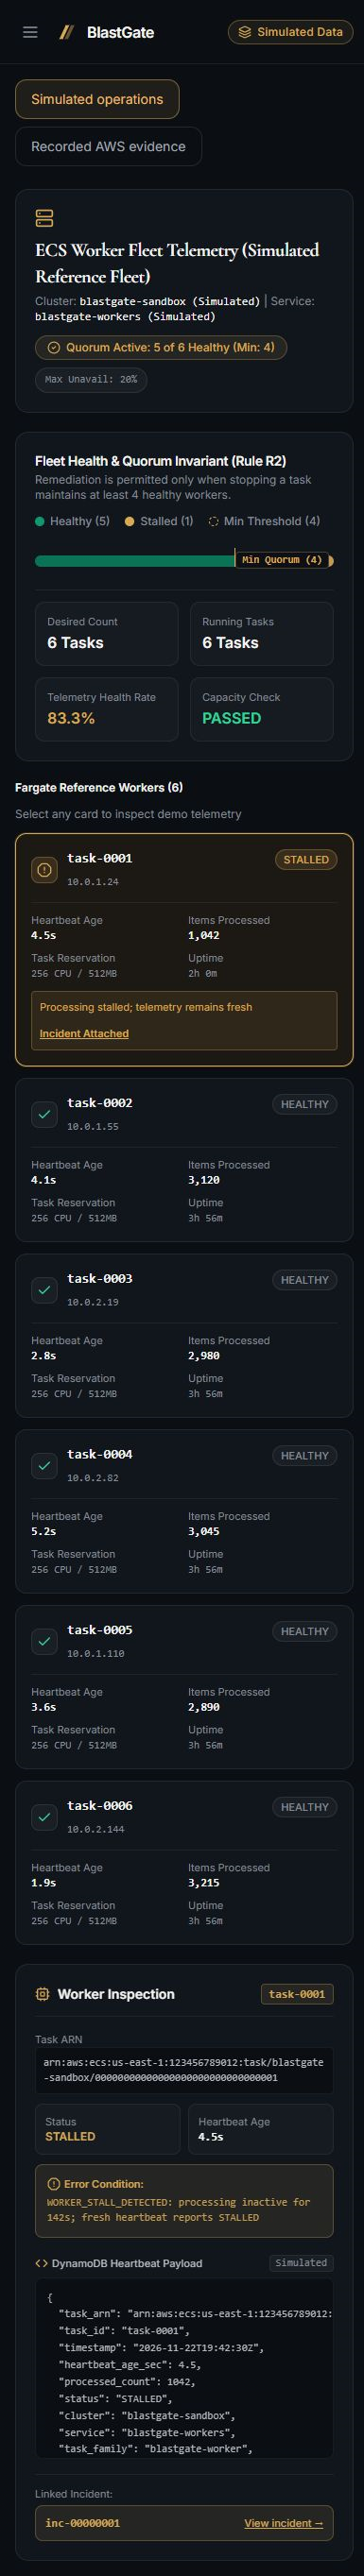 BlastGate
Simulated Data
Simulated operations
Recorded AWS evidence
ECS Worker Fleet Telemetry (Simulated
Reference Fleet)
Cluster: blastgate-sandbox (Simulated) | Service:
blastgate-workers (Simulated)
Quorum Active: 5 of 6 Healthy (Min: 4)
Max Unavail: 20%
Fleet Health & Quorum Invariant (Rule R2)
Remediation is permitted only when stopping a task
maintains at least 4 healthy workers.
Healthy (5) Stalled (1) Min Threshold (4)
Min Quorum (4)
Desired Count
6 Tasks
Running Tasks
6 Tasks
Telemetry Health Rate
83.3%
Capacity Check
PASSED
Fargate Reference Workers (6)
Select any card to inspect demo telemetry
task-0001
STALLED
10.0.1.24
Heartbeat Age
4.5s
Items Processed
1,042
Task Reservation
256 CPU / 512MB
Uptime
2h 0m
Processing stalled; telemetry remains fresh
Incident Attached
task-0002
HEALTHY
10.0.1.55
Heartbeat Age
4.1s
Items Processed
3,120
Task Reservation
256 CPU / 512MB
Uptime
3h 56m
task-0003
HEALTHY
10.0.2.19
Heartbeat Age
2.8s
Items Processed
2,980
Task Reservation
256 CPU / 512MB
Uptime
3h 56m
task-0004
HEALTHY
10.0.2.82
Heartbeat Age
5.2s
Items Processed
3,045
Task Reservation
256 CPU / 512MB
Uptime
3h 56m
task-0005
HEALTHY
10.0.1.110
Heartbeat Age
3.6s
Items Processed
2,890
Task Reservation
256 CPU / 512MB
Uptime
3h 56m
task-0006
HEALTHY
10.0.2.144
Heartbeat Age
1.9s
Items Processed
3,215
Task Reservation
256 CPU / 512MB
Uptime
3h 56m
Worker Inspection
task-0001
Task ARN
arn:aws:ecs:us-east-1:123456789012:task/blastgate
-sandbox/00000000000000000000000000000001
Status
STALLED
Heartbeat Age
4.5s
Error Condition:
WORKER_STALL_DETECTED: processing inactive for
142s; fresh heartbeat reports STALLED
DynamoDB Heartbeat Payload
Simulated
{
"task_arn": "arn:aws:ecs:us-east-1:123456789012:
"task_id": "task-0001",
"timestamp": "2026-11-22T19:42:30Z",
"heartbeat_age_sec": 4.5,
"processed_count": 1042,
"status": "STALLED",
"cluster": "blastgate-sandbox",
"service": "blastgate-workers",
"task_family": "blastgate-worker",
Linked Incident:
inc-00000001
View incident →